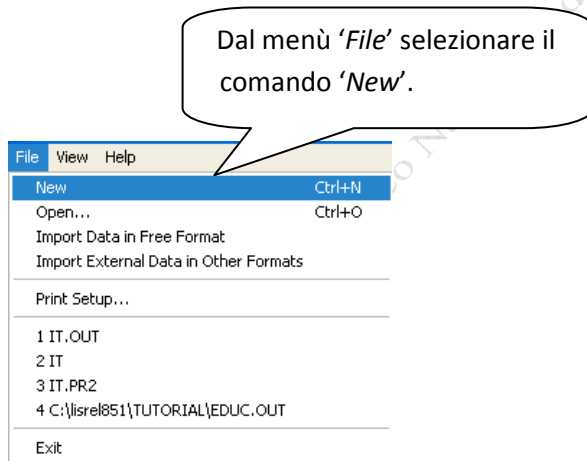 Dal menù ‘File’ selezionare il
comando ‘New’.
File View Help
New Ctrl+N
Open... Ctrl+O
Import Data in Free Format
Import External Data in Other Formats
Print Setup...
1 IT.OUT
2 IT
3 IT.PR2
4 C:\lisrel851\TUTORIAL\EDUC.OUT
Exit